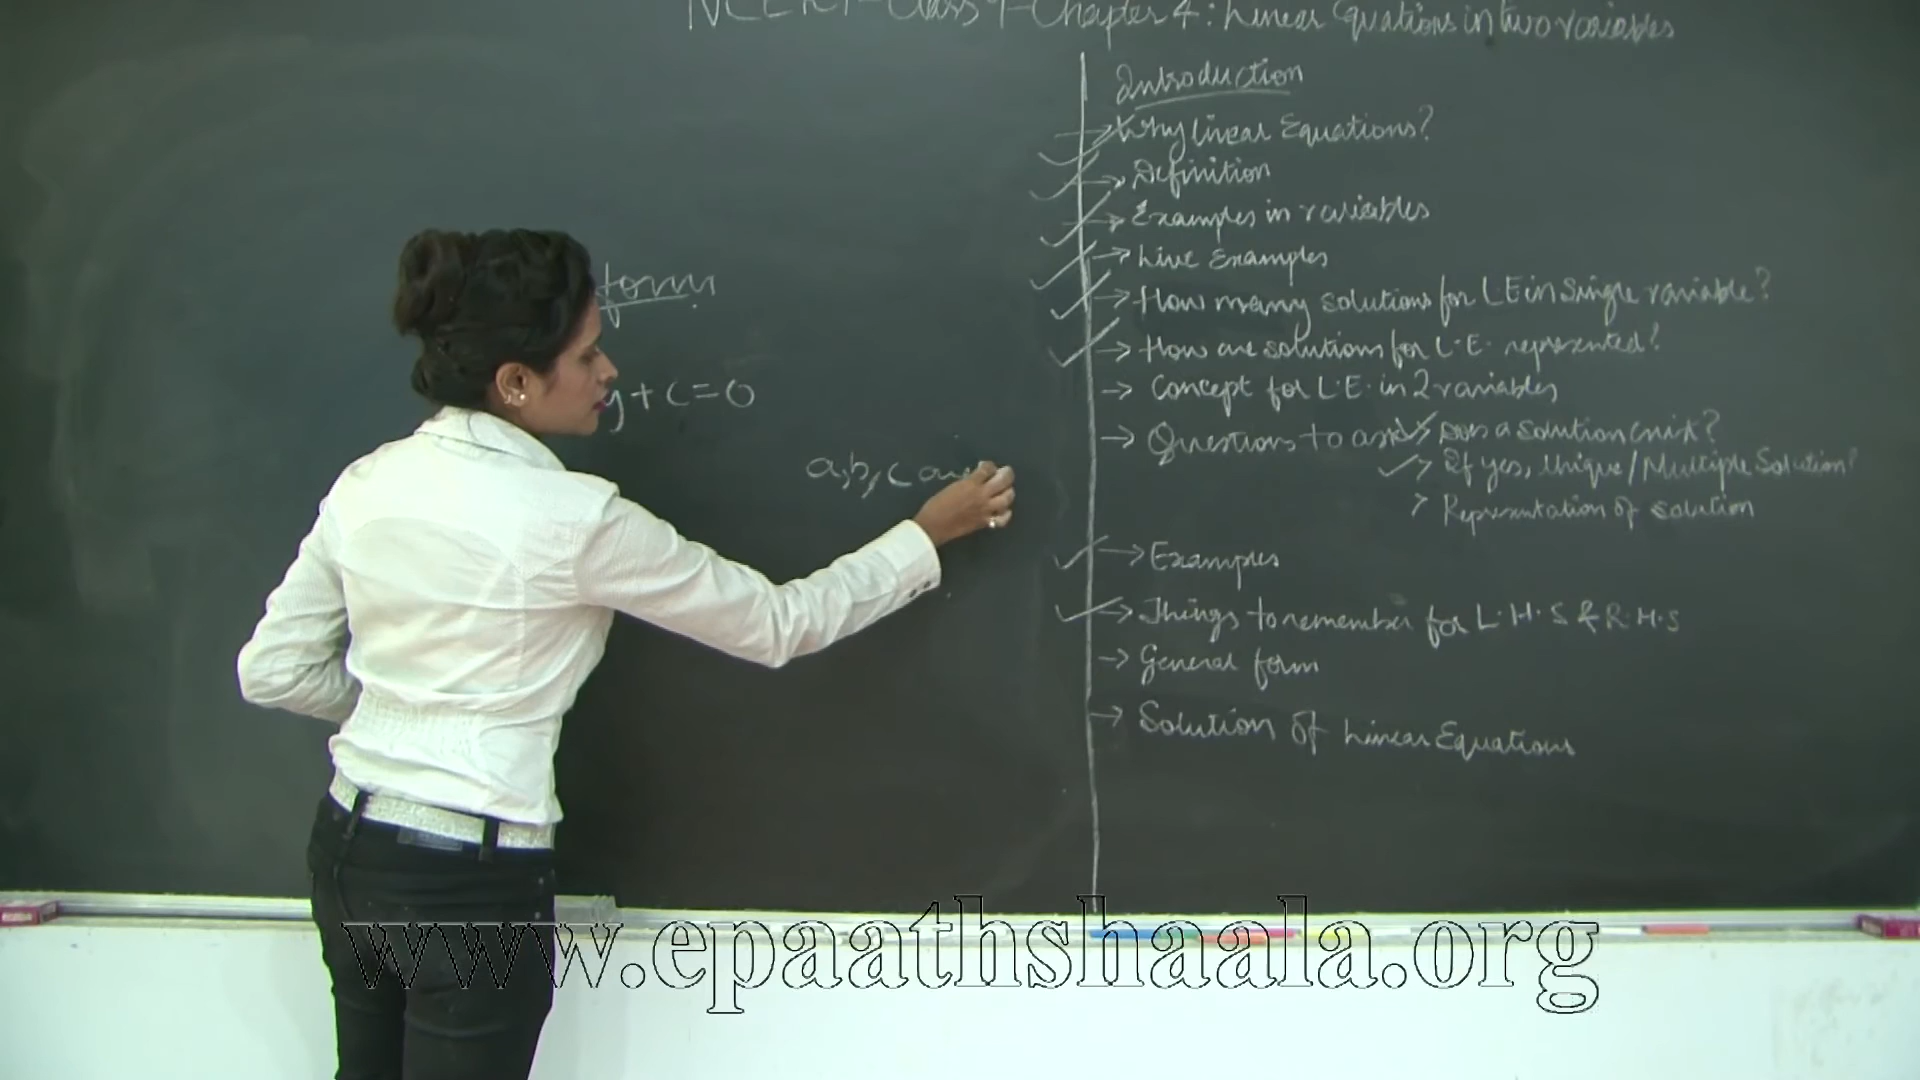 NCERT-Class 9-Chapter 4: Linear Equations in two variables
form
y + c = 0
a, b, c are
Introduction
→ Why linear Equations?
→ Definition
→ Examples in variables
→ Live Examples
→ How many solutions for L E in Single variable?
→ How are solutions for L.E. represented?
→ Concept for L.E. in 2 variables
→ Questions to ask > Does a solution exist?
> If yes, Unique/Multiple Solution?
> Representation of solution
→ Examples
→ Things to remember for L.H.S & R.H.S
→ General form
→ Solution of Linear Equations
www.epaathshaala.org